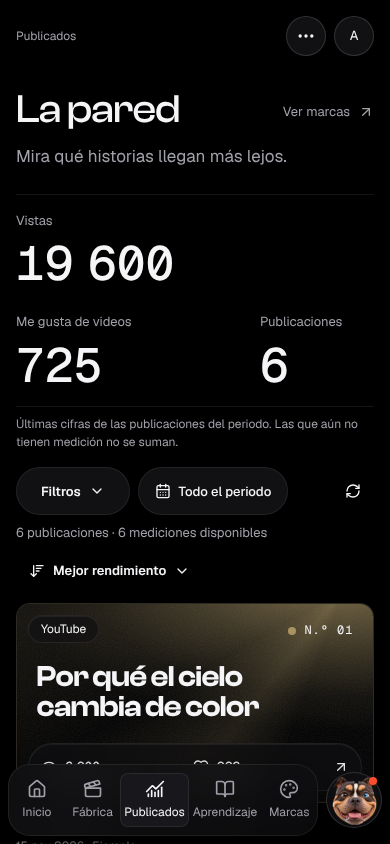 Publicados
A
La pared
Ver marcas
Mira qué historias llegan más lejos.
Vistas
19 600
Me gusta de videos
Publicaciones
725
6
Últimas cifras de las publicaciones del periodo. Las que aún no
tienen medición no se suman.
Filtros
Todo el periodo
6 publicaciones · 6 mediciones disponibles
Mejor rendimiento
YouTube
N.º 01
Por qué el cielo
cambia de color
Inicio
Fábrica
Publicados
Aprendizaje
Marcas